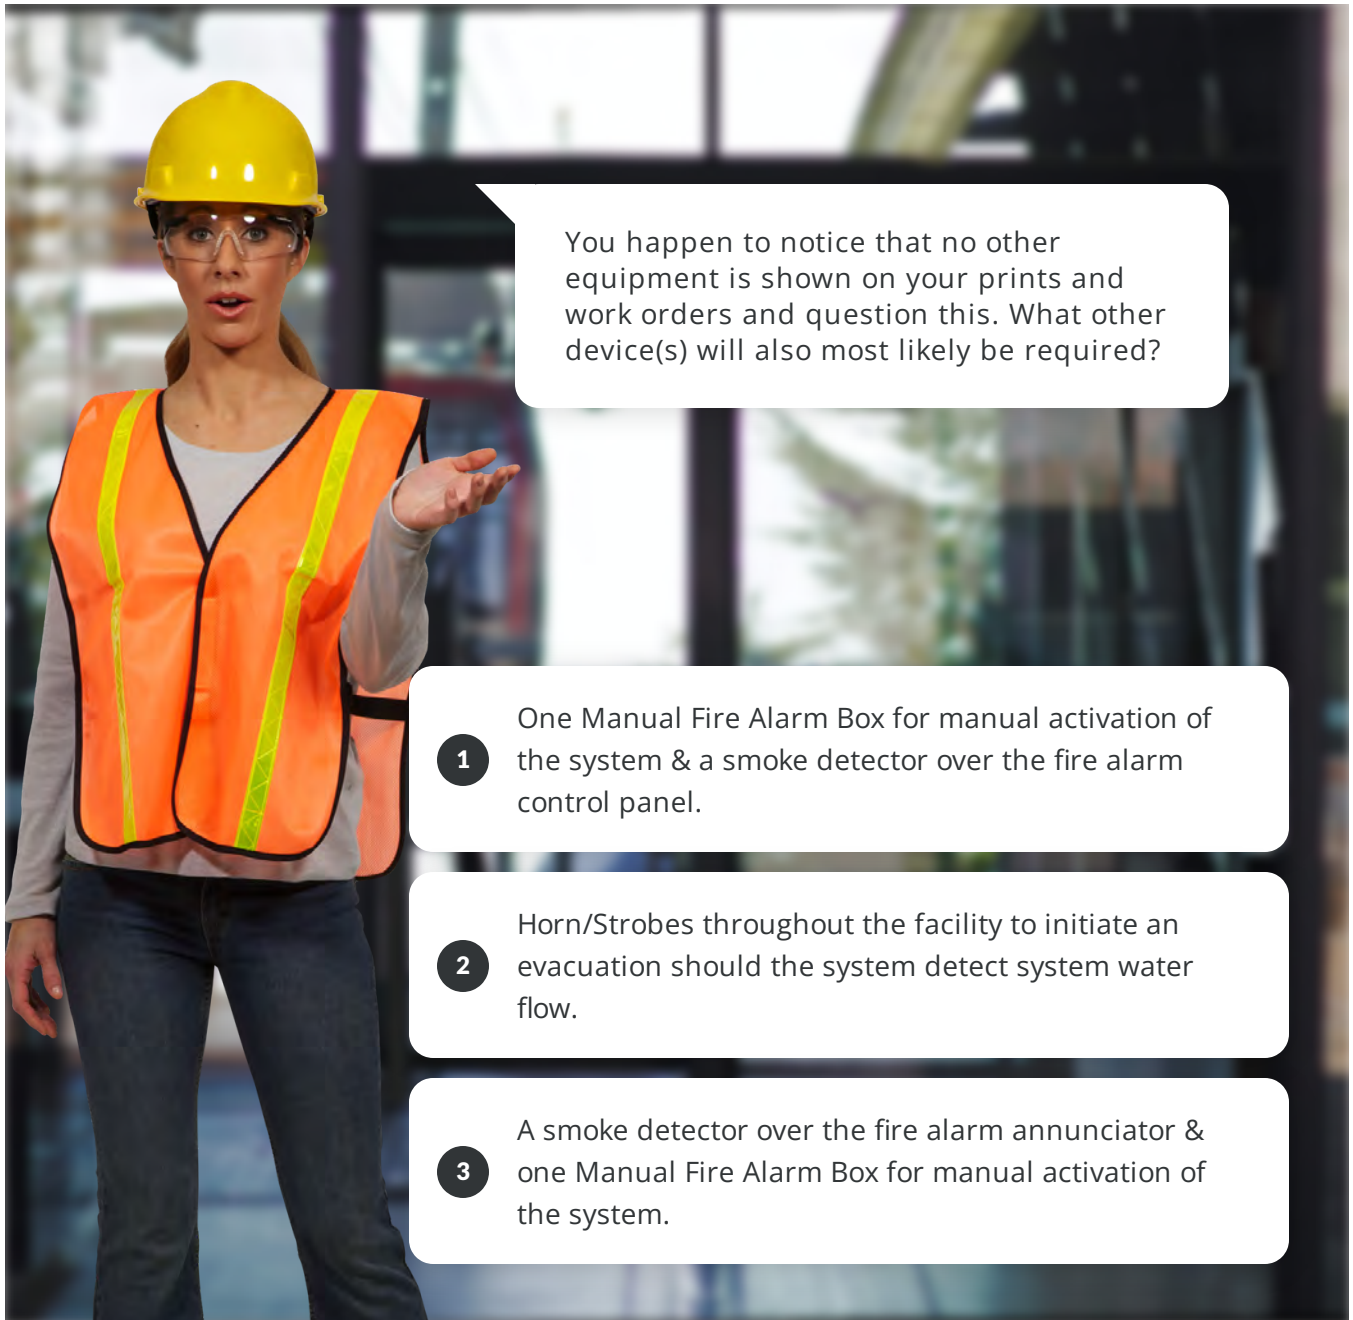 You happen to notice that no other
equipment is shown on your prints and
work orders and question this. What other
device(s) will also most likely be required?
1
One Manual Fire Alarm Box for manual activation of
the system & a smoke detector over the fire alarm
control panel.
2
Horn/Strobes throughout the facility to initiate an
evacuation should the system detect system water
flow.
3
A smoke detector over the fire alarm annunciator &
one Manual Fire Alarm Box for manual activation of
the system.